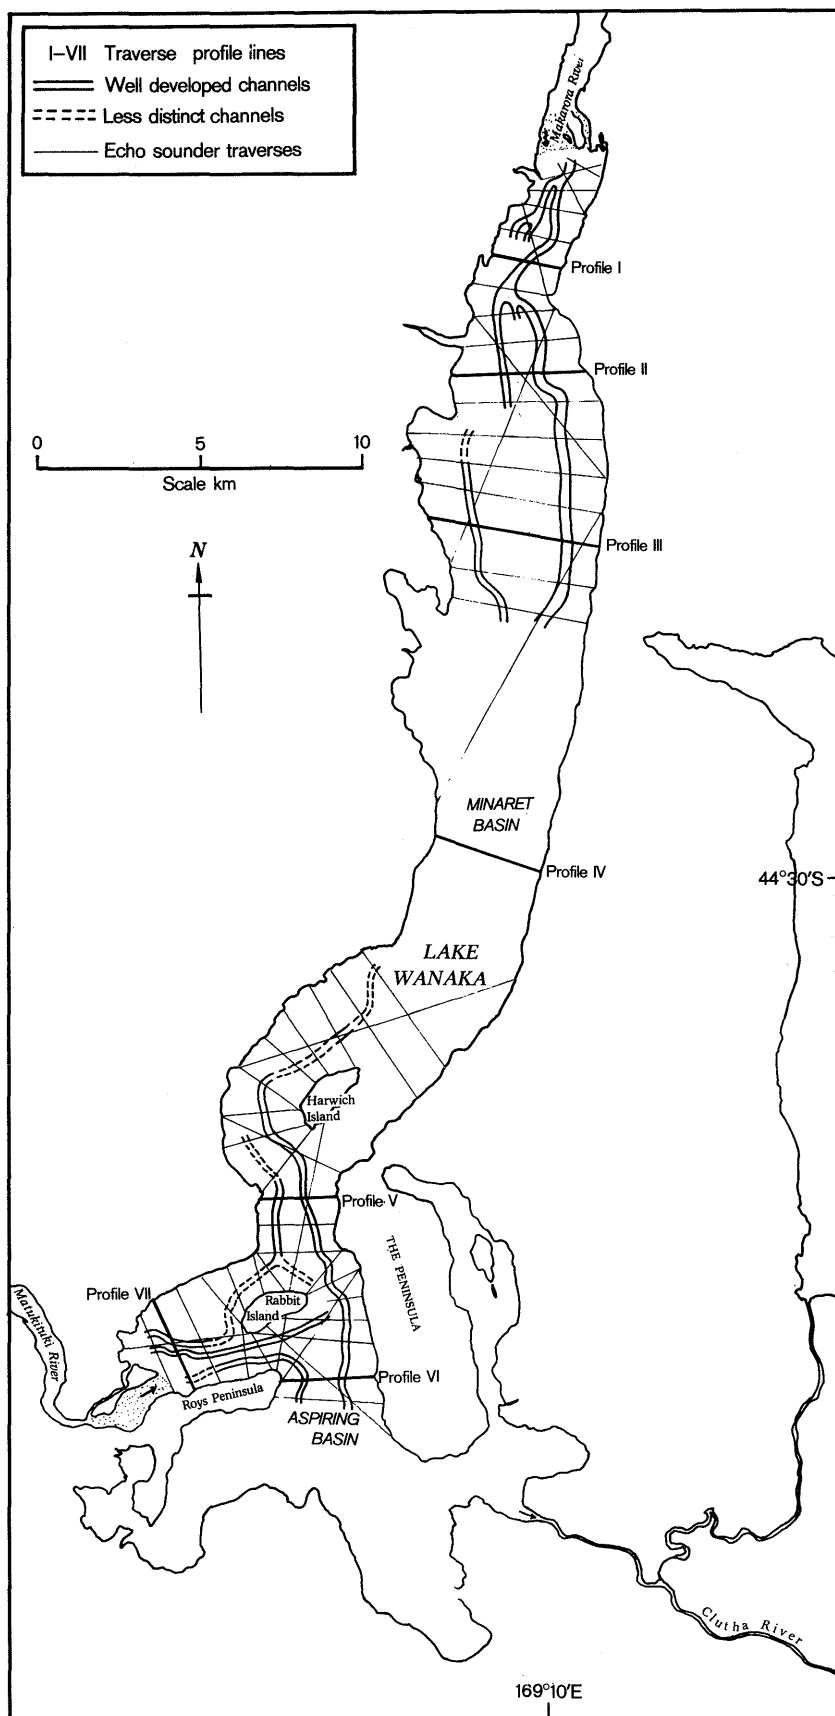 I–VII Traverse profile lines
Well developed channels
Less distinct channels
Echo sounder traverses
Makarora River
Profile I
Profile II
0 5 10
Scale km
Profile III
N
MINARET
BASIN
Profile IV
44°30'S
LAKE
WANAKA
Harwich
Island
Profile V
THE PENINSULA
Profile VII
Rabbit
Island
Matukituki River
Profile VI
Roys Peninsula
ASPIRING
BASIN
Clutha River
169°10'E